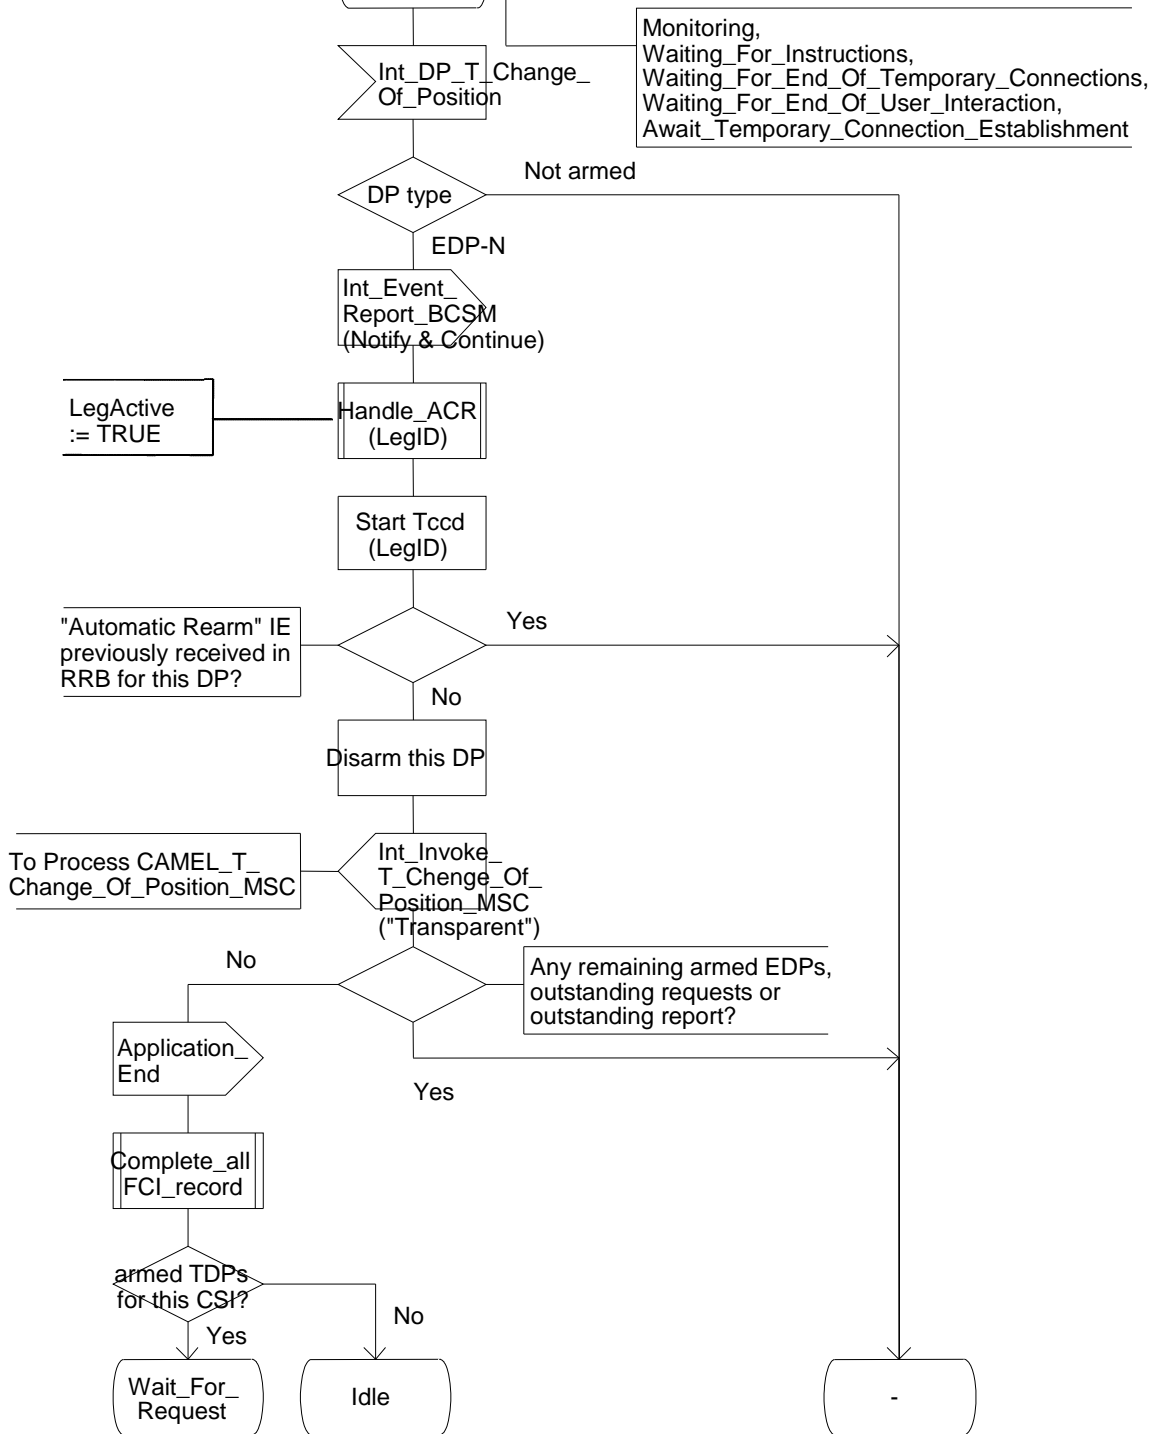 Monitoring,
Waiting_For_Instructions,
Waiting_For_End_Of_Temporary_Connections,
Waiting_For_End_Of_User_Interaction,
Await_Temporary_Connection_Establishment
Int_DP_T_Change_
Of_Position
Not armed
DP type
EDP-N
Int_Event_
Report_BCSM
(Notify & Continue)
LegActive
:= TRUE
Handle_ACR
(LegID)
Start Tccd
(LegID)
"Automatic Rearm" IE
previously received in
RRB for this DP?
Yes
No
Disarm this DP
To Process CAMEL_T_
Change_Of_Position_MSC
Int_Invoke_
T_Chenge_Of_
Position_MSC
("Transparent")
No
Any remaining armed EDPs,
outstanding requests or
outstanding report?
Application_
End
Yes
Complete_all
FCI_record
armed TDPs
for this CSI?
No
Yes
Wait_For_
Request
Idle
-